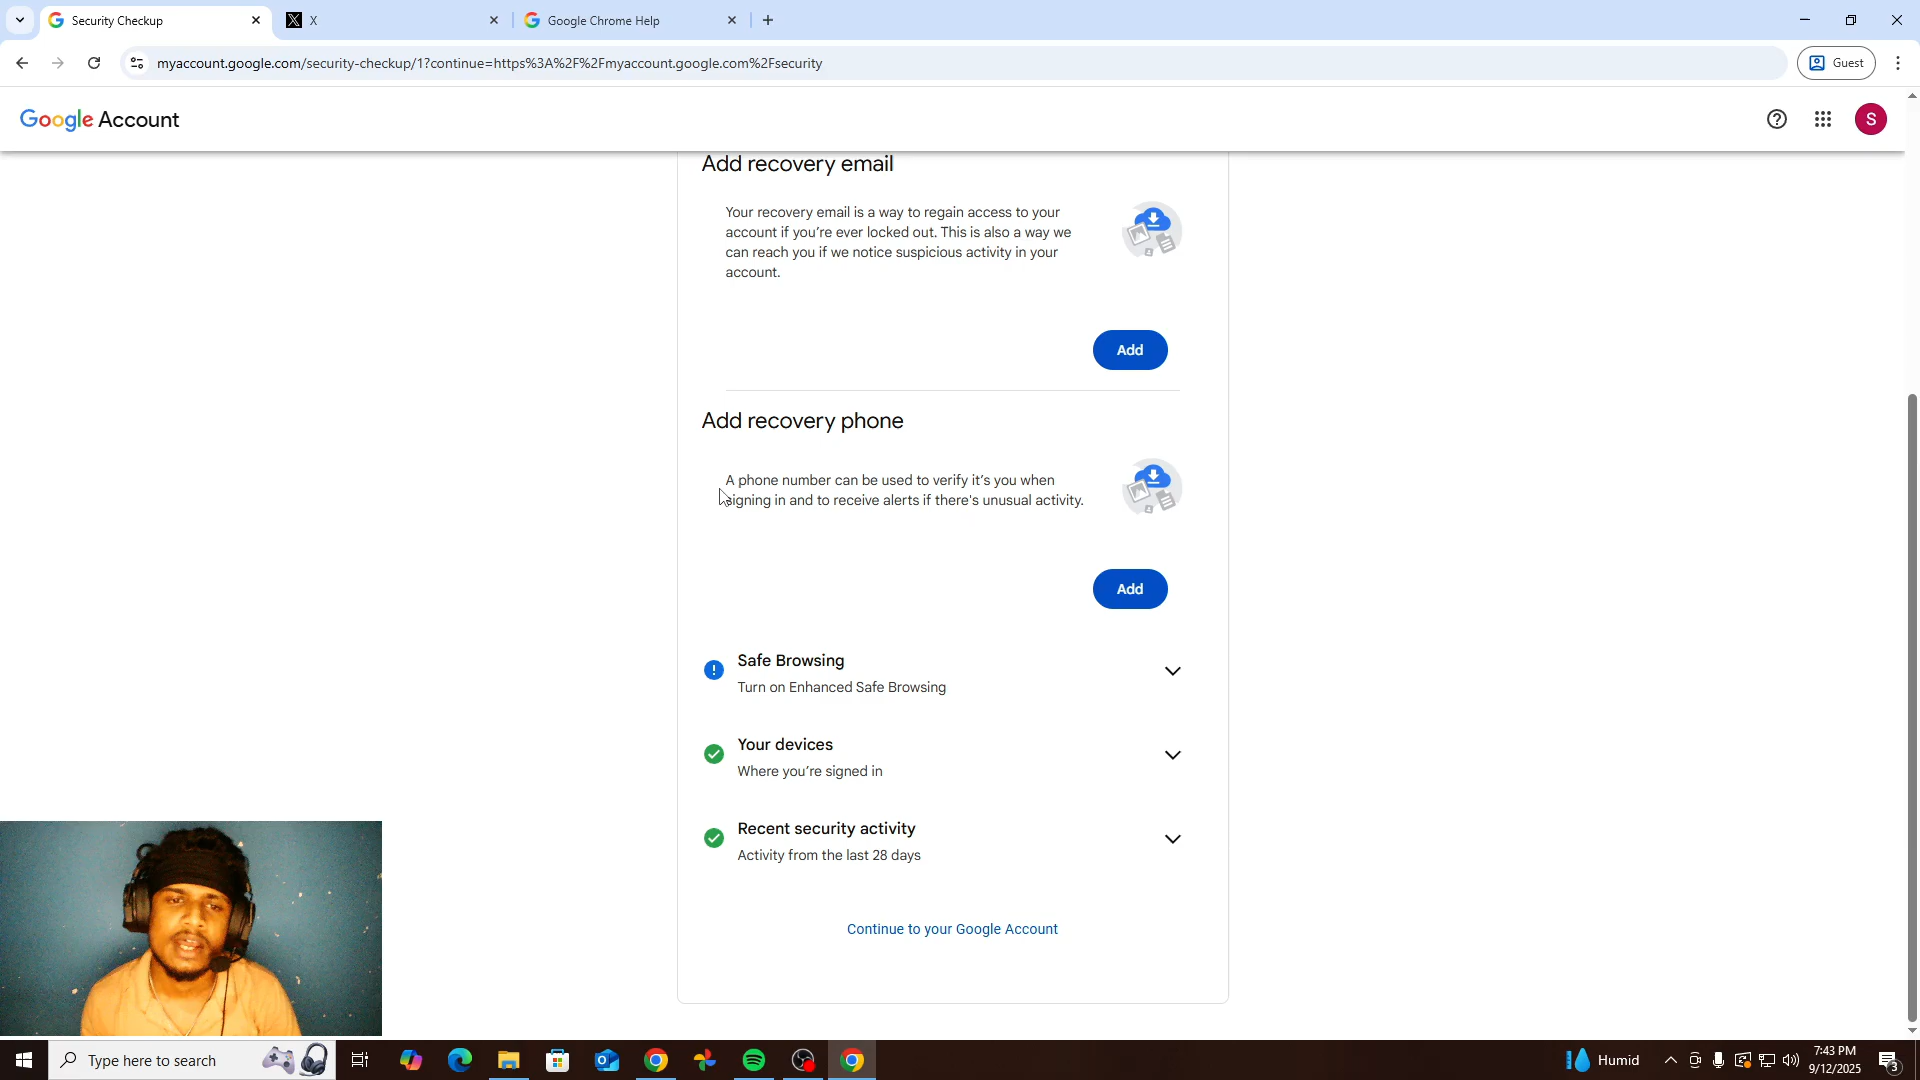 Security Checkup
X
Google Chrome Help
myaccount.google.com/security-checkup/1?continue=https%3A%2F%2Fmyaccount.google.com%2Fsecurity
Guest
Google Account
S
Add recovery email
Your recovery email is a way to regain access to your
account if you're ever locked out. This is also a way we
can reach you if we notice suspicious activity in your
account.
Add
Add recovery phone
A phone number can be used to verify it's you when
signing in and to receive alerts if there's unusual activity.
Add
Safe Browsing
Turn on Enhanced Safe Browsing
Your devices
Where you're signed in
Recent security activity
Activity from the last 28 days
Continue to your Google Account
Type here to search
Humid
7:43 PM
9/12/2025
3